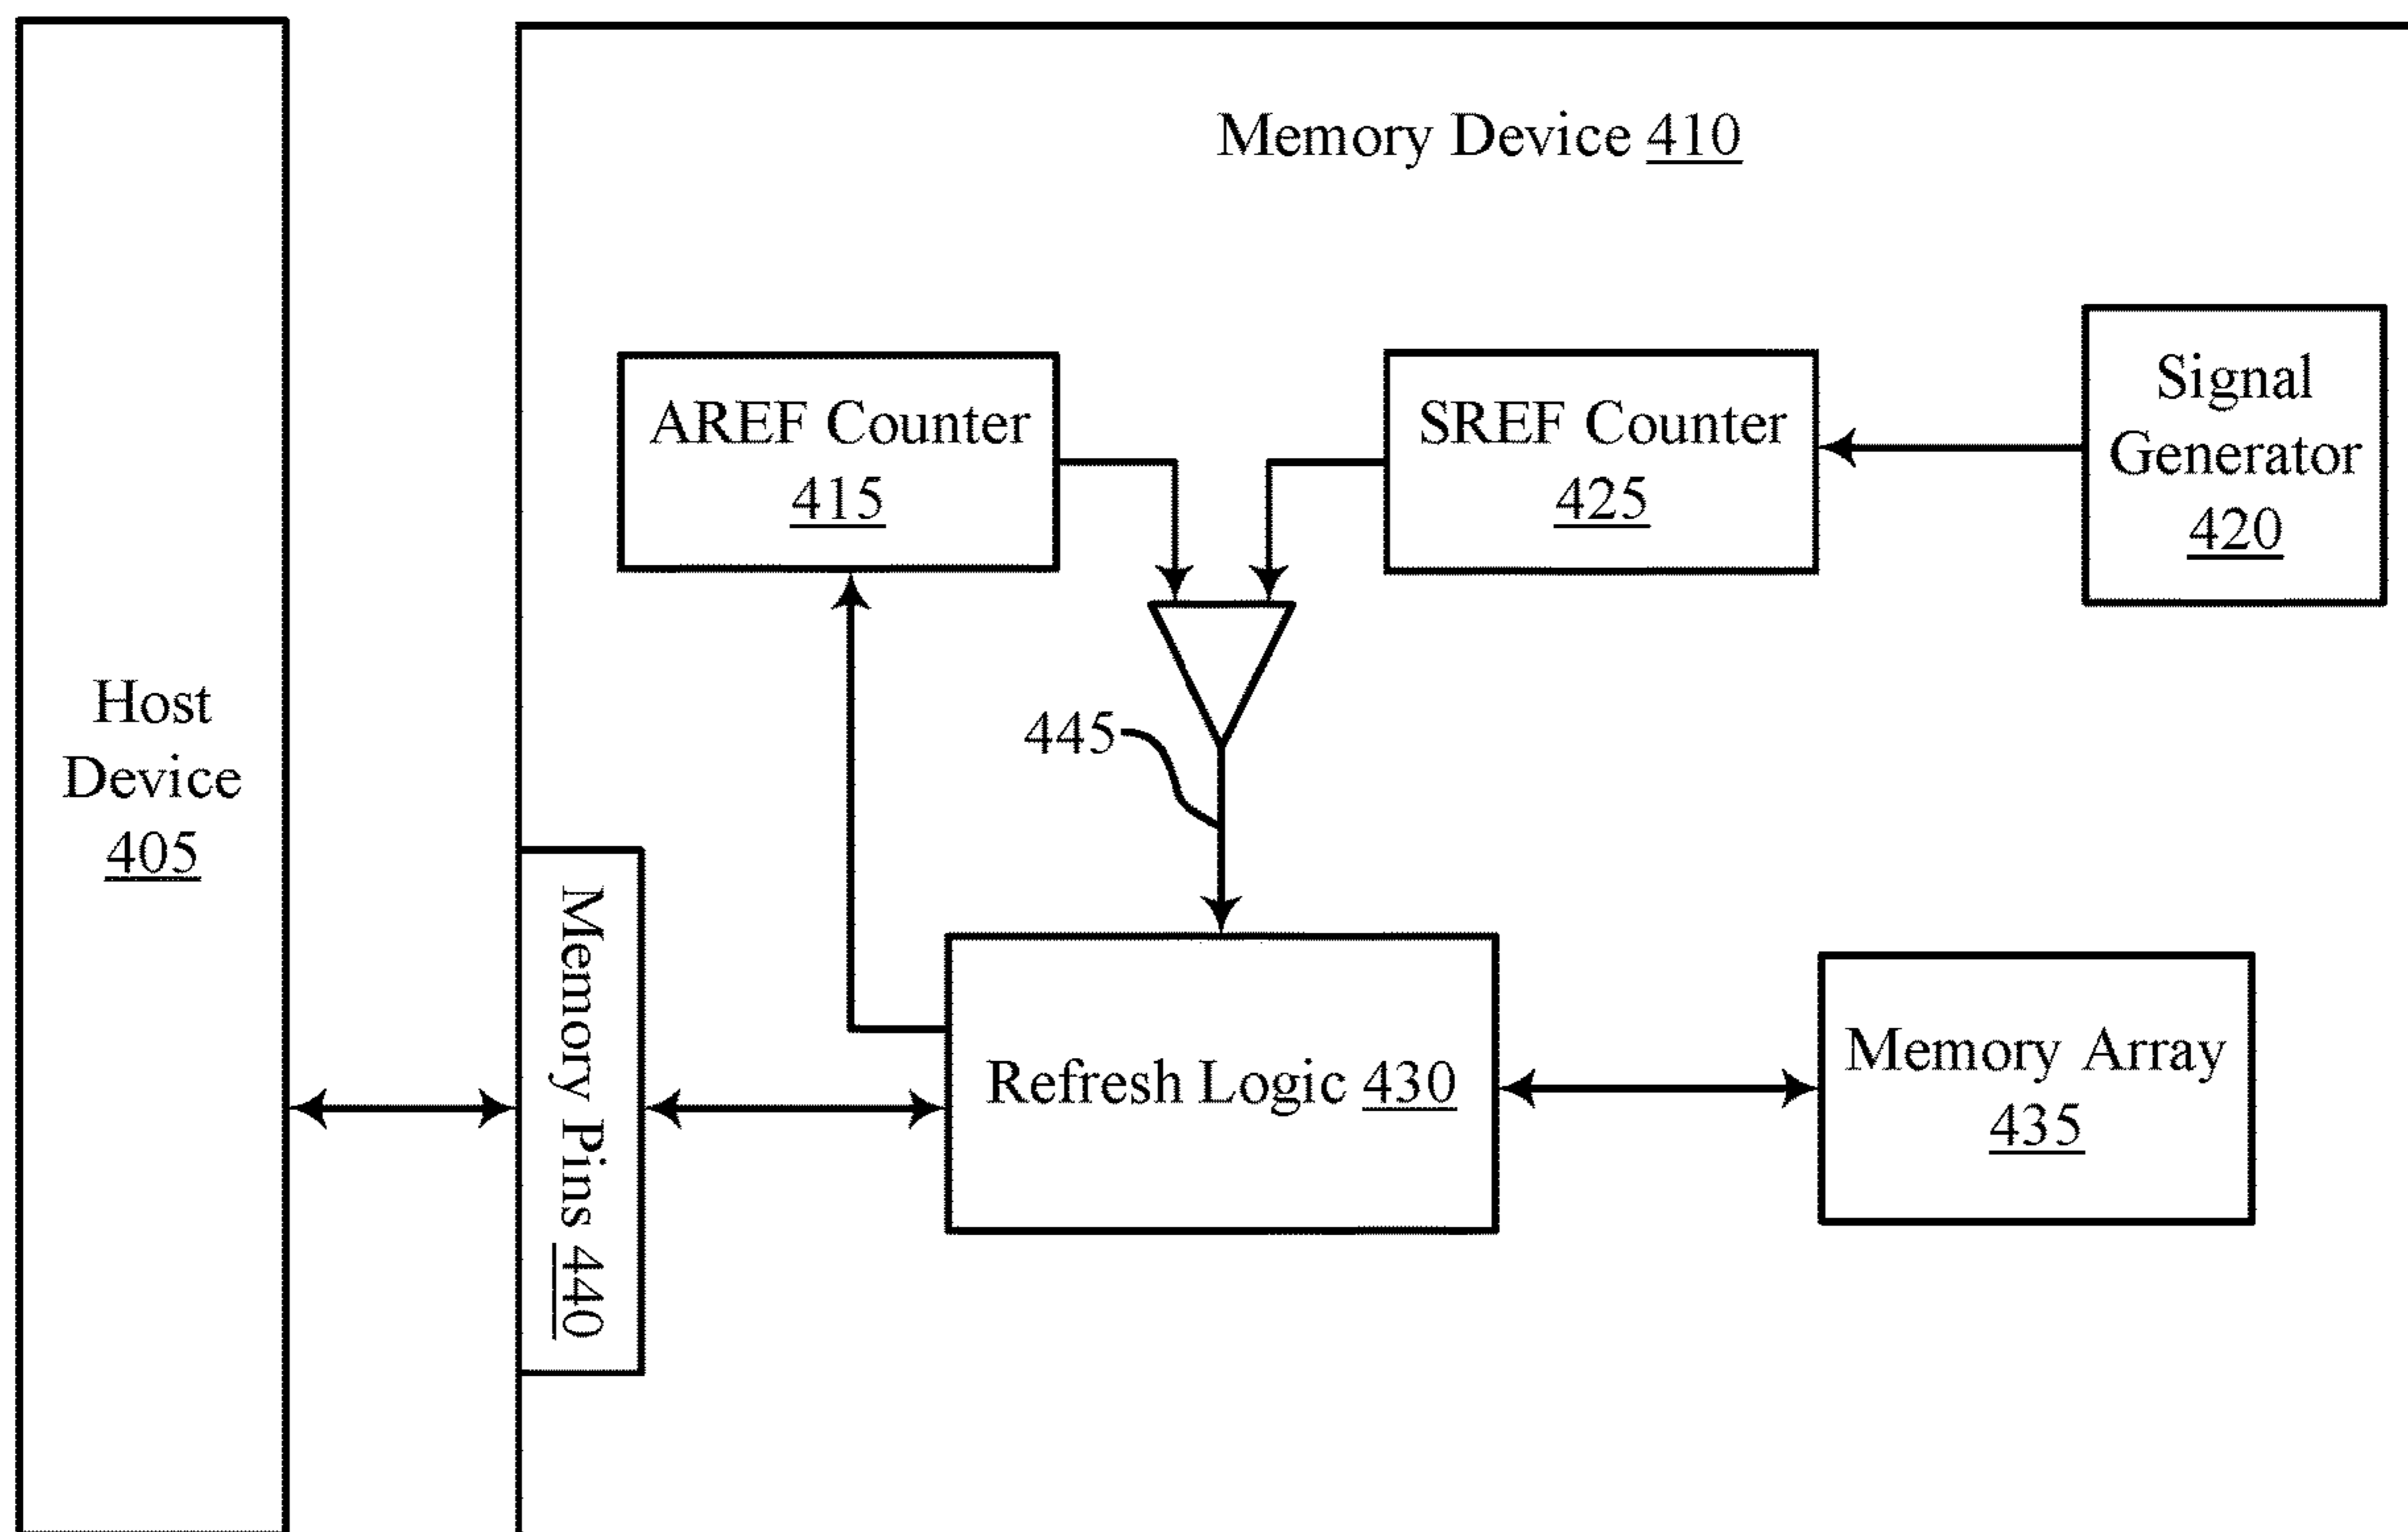 Memory Device 410
AREF Counter
415
SREF Counter
425
Signal
Generator
420
Host
Device
405
445
Memory Pins 440
Refresh Logic 430
Memory Array
435